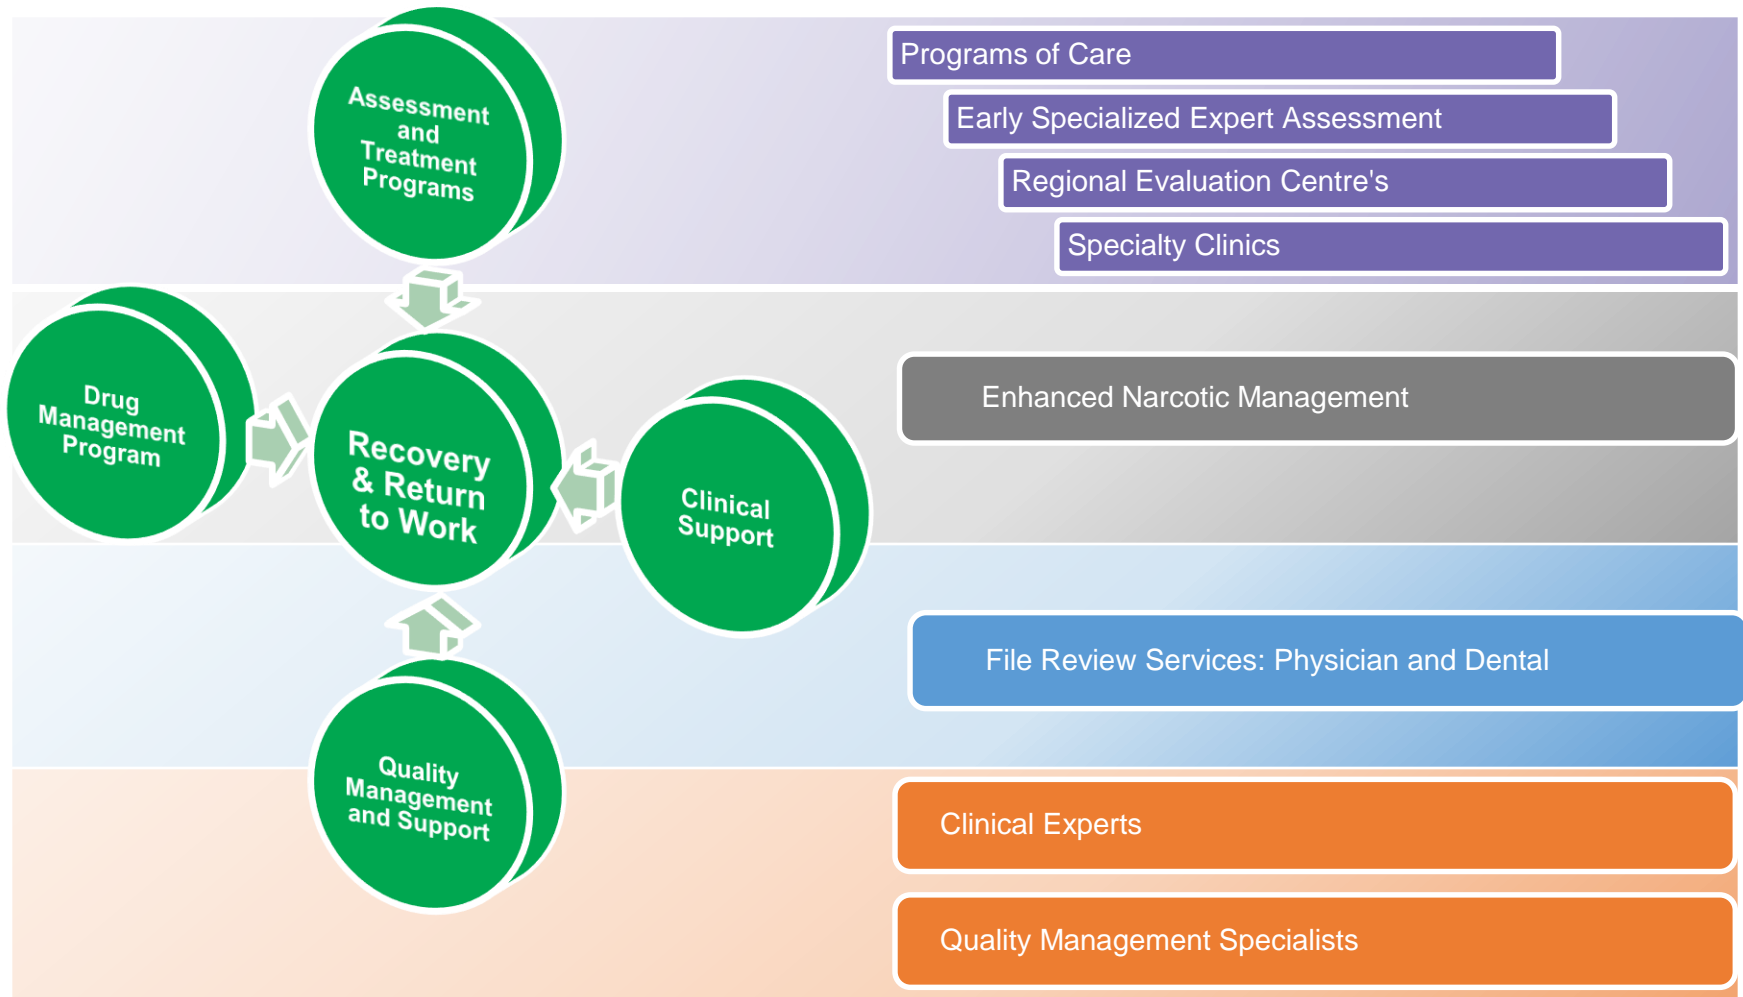 Assessment
and
Treatment
Programs
Programs of Care
Early Specialized Expert Assessment
Regional Evaluation Centre's
Specialty Clinics
Drug
Management
Program
Recovery
& Return
to Work
Clinical
Support
Enhanced Narcotic Management
File Review Services: Physician and Dental
Quality
Management
and Support
Clinical Experts
Quality Management Specialists